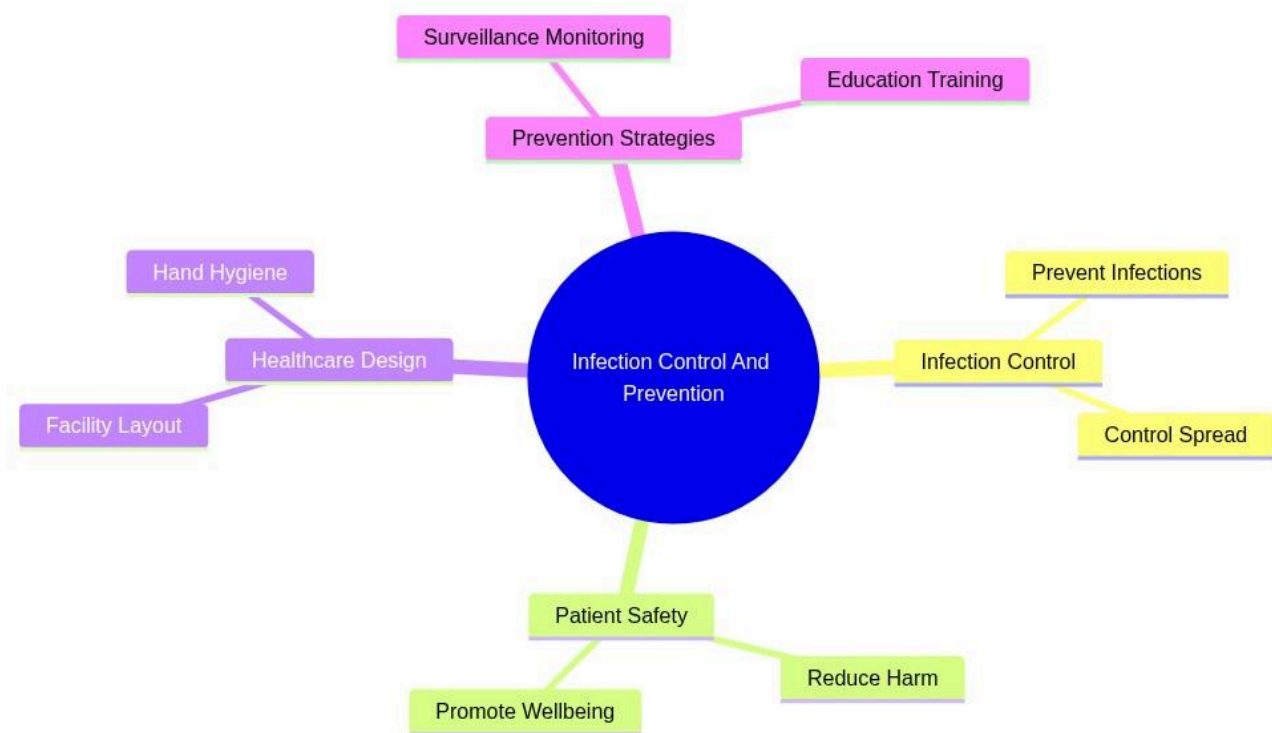 Surveillance Monitoring
Education Training
Prevention Strategies
Hand Hygiene
Prevent Infections
Healthcare Design
Infection Control And
Prevention
Infection Control
Facility Layout
Control Spread
Patient Safety
Reduce Harm
Promote Wellbeing